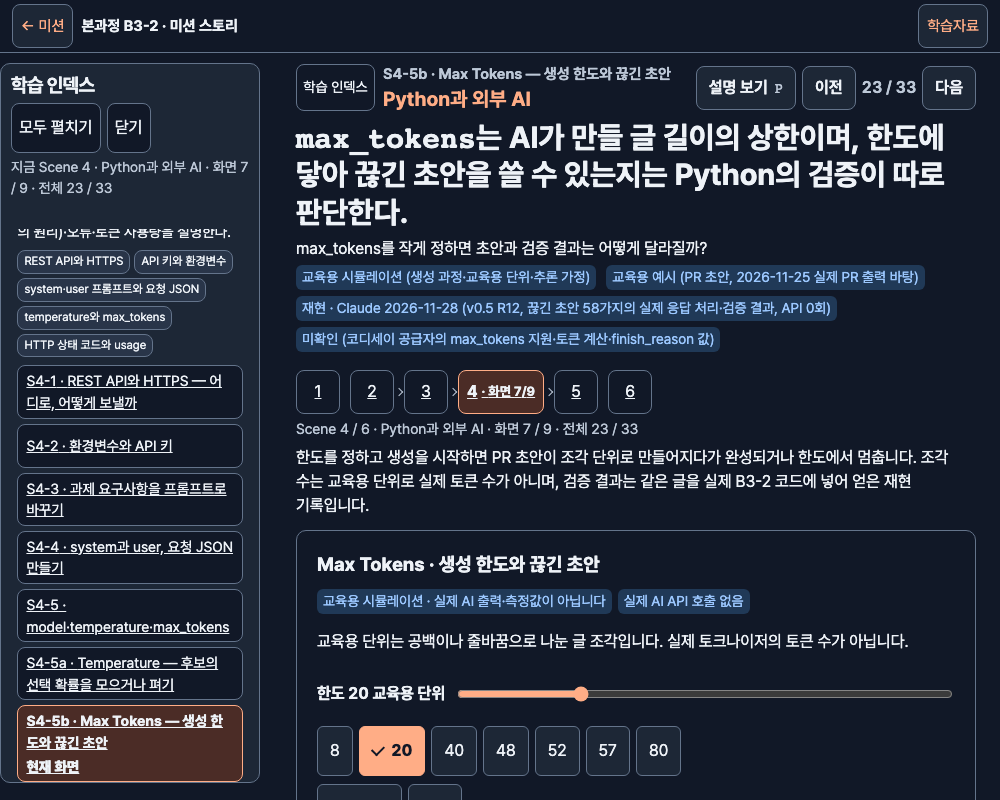 ← 미션
본과정 B3-2 · 미션 스토리
학습자료
학습 인덱스
모두 펼치기
닫기
지금 Scene 4 · Python과 외부 AI · 화면 7
/ 9 · 전체 23 / 33
의 원리)·오류·토큰 사용량을 설명한다.
REST API와 HTTPS
API 키와 환경변수
system·user 프롬프트와 요청 JSON
temperature와 max_tokens
HTTP 상태 코드와 usage
S4-1 · REST API와 HTTPS — 어
디로, 어떻게 보낼까
S4-2 · 환경변수와 API 키
S4-3 · 과제 요구사항을 프롬프트로
바꾸기
S4-4 · system과 user, 요청 JSON
만들기
S4-5 ·
model·temperature·max_tokens
S4-5a · Temperature — 후보의
선택 확률을 모으거나 펴기
S4-5b · Max Tokens — 생성 한
도와 끊긴 초안
현재 화면
학습 인덱스
S4-5b · Max Tokens — 생성 한도와 끊긴 초안
Python과 외부 AI
설명 보기 P
이전
23 / 33
다음
max_tokens는 AI가 만들 글 길이의 상한이며, 한도에
닿아 끊긴 초안을 쓸 수 있는지는 Python의 검증이 따로
판단한다.
max_tokens를 작게 정하면 초안과 검증 결과는 어떻게 달라질까?
교육용 시뮬레이션 (생성 과정·교육용 단위·추론 가정)
교육용 예시 (PR 초안, 2026-11-25 실제 PR 출력 바탕)
재현 · Claude 2026-11-28 (v0.5 R12, 끊긴 초안 58가지의 실제 응답 처리·검증 결과, API 0회)
미확인 (코디세이 공급자의 max_tokens 지원·토큰 계산·finish_reason 값)
1
2
›
3
›
4 · 화면 7/9
›
5
6
Scene 4 / 6 · Python과 외부 AI · 화면 7 / 9 · 전체 23 / 33
한도를 정하고 생성을 시작하면 PR 초안이 조각 단위로 만들어지다가 완성되거나 한도에서 멈춥니다. 조각
수는 교육용 단위로 실제 토큰 수가 아니며, 검증 결과는 같은 글을 실제 B3-2 코드에 넣어 얻은 재현
기록입니다.
Max Tokens · 생성 한도와 끊긴 초안
교육용 시뮬레이션 · 실제 AI 출력·측정값이 아닙니다
실제 AI API 호출 없음
교육용 단위는 공백이나 줄바꿈으로 나눈 글 조각입니다. 실제 토크나이저의 토큰 수가 아닙니다.
한도 20 교육용 단위
8
✓ 20
40
48
52
57
80